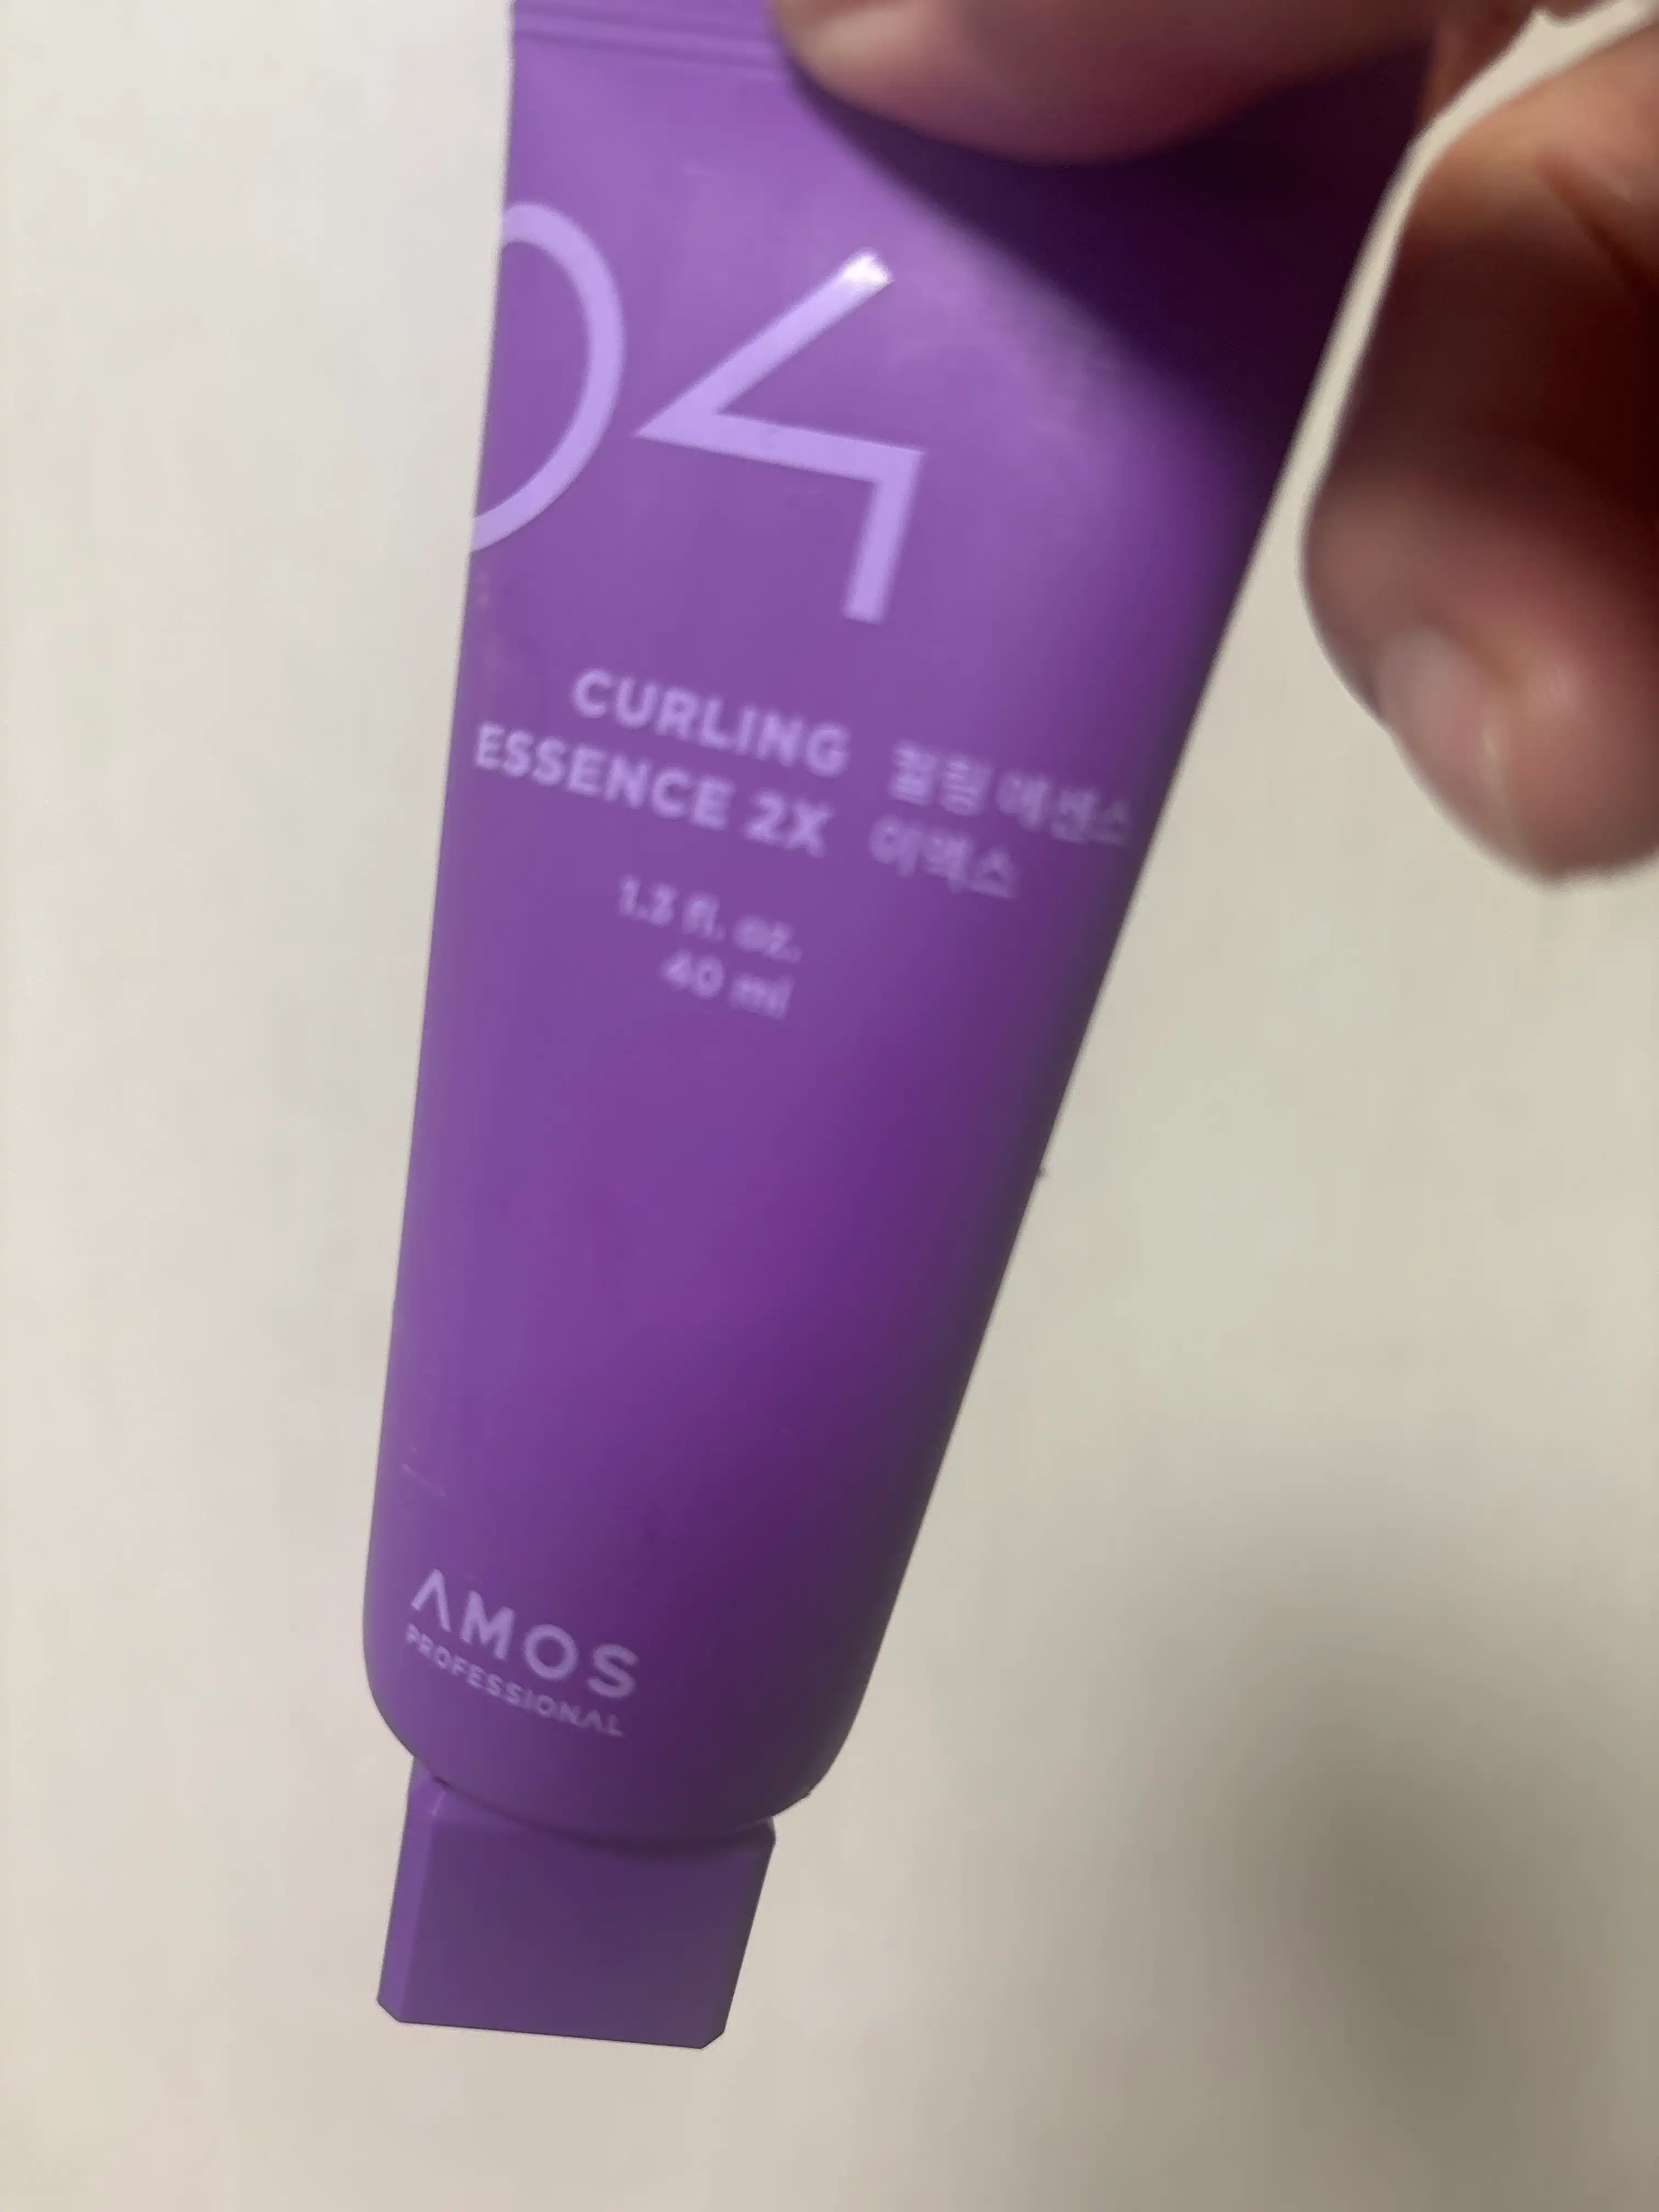 04
CURLING
ESSENCE 2X
컬링 에센스
이엑스
1.3 fl. oz.
40 ml
AMOS
PROFESSIONAL